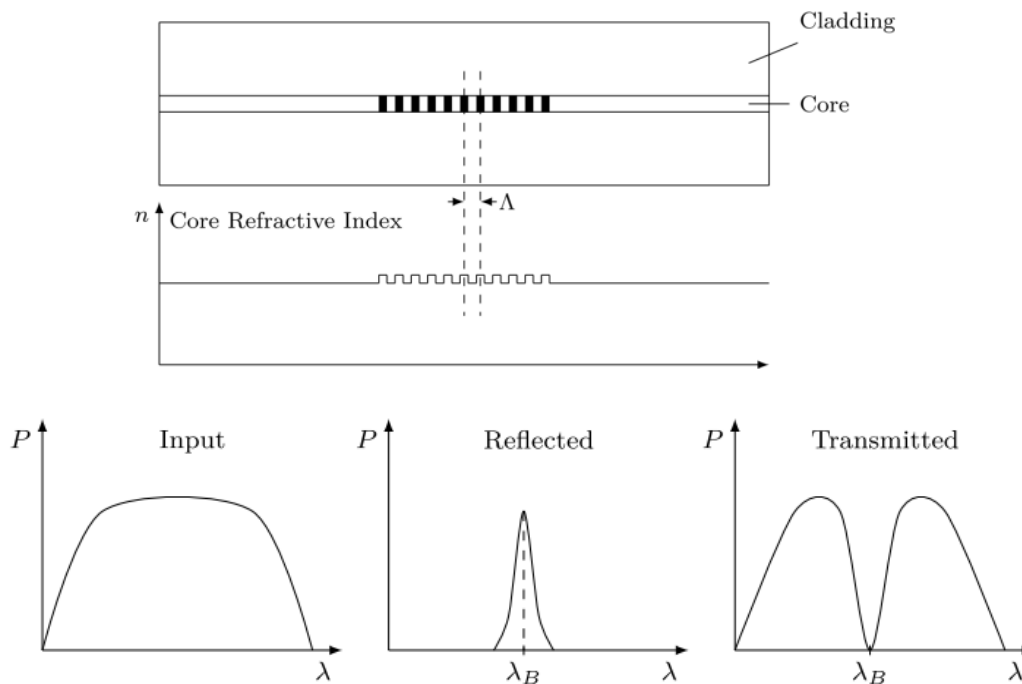 Cladding
Core
Λ
n
Core Refractive Index
P
Input
λ
P
Reflected
λ_B
λ
P
Transmitted
λ_B
λ